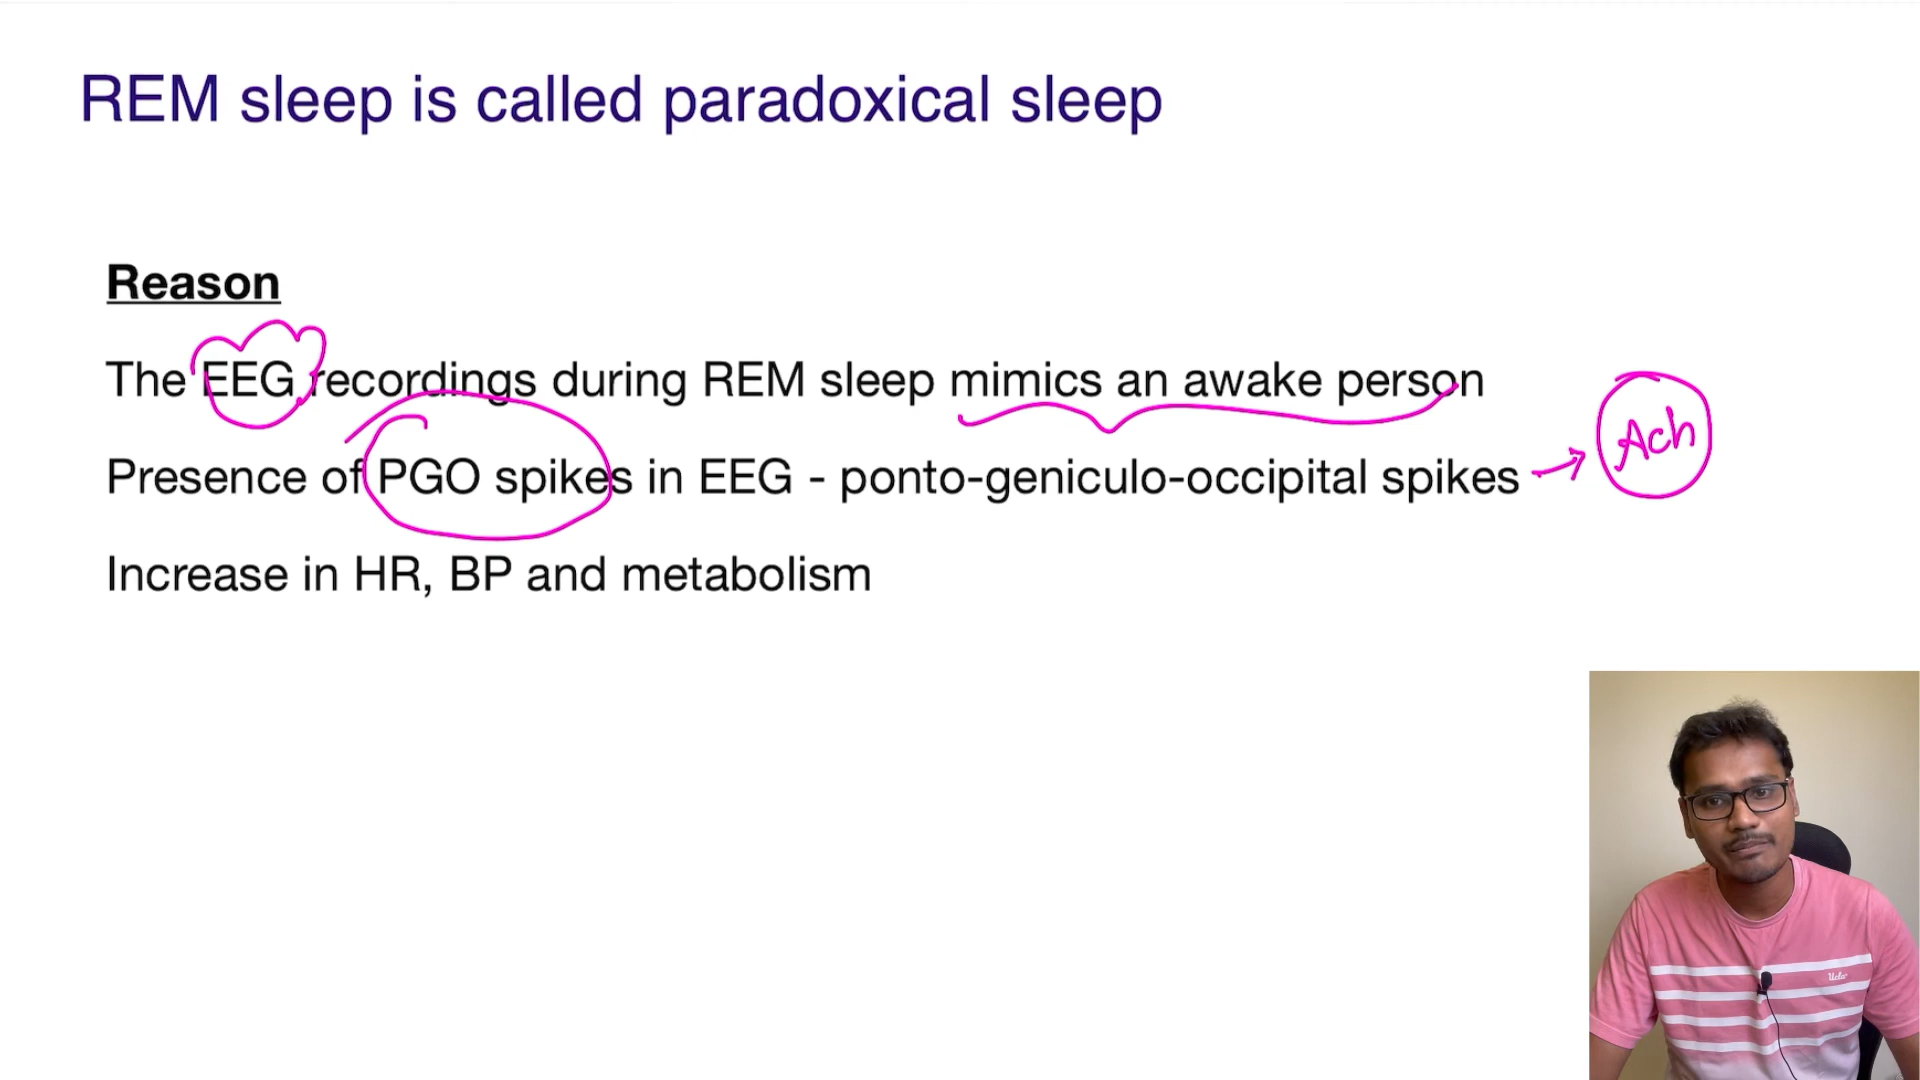 REM sleep is called paradoxical sleep
Reason
The EEG recordings during REM sleep mimics an awake person
Presence of PGO spikes in EEG - ponto-geniculo-occipital spikes → Ach
Increase in HR, BP and metabolism